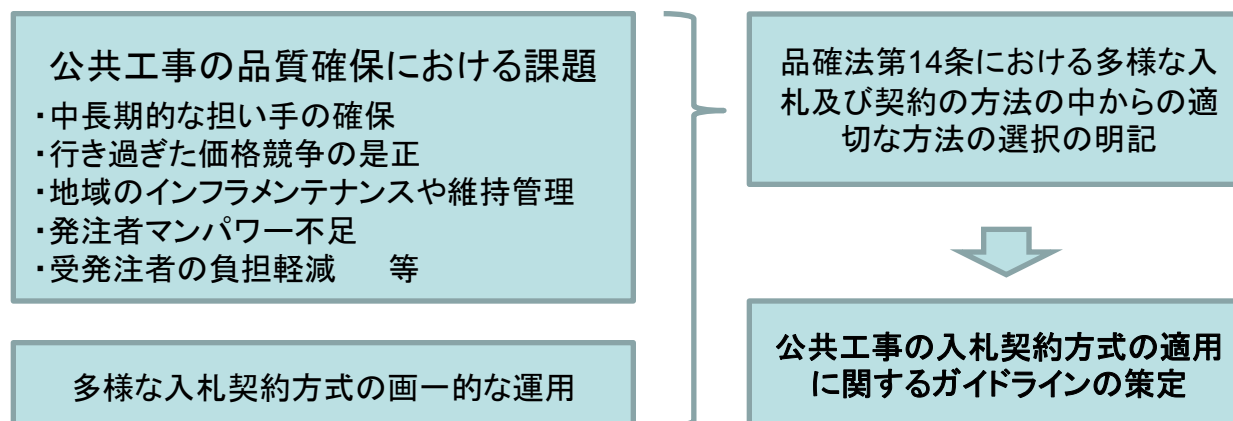 公共工事の品質確保における課題
・中長期的な担い手の確保
・行き過ぎた価格競争の是正
・地域のインフラメンテナンスや維持管理
・発注者マンパワー不足
・受発注者の負担軽減　　等
多様な入札契約方式の画一的な運用
品確法第14条における多様な入
札及び契約の方法の中からの適
切な方法の選択の明記
公共工事の入札契約方式の適用
に関するガイドラインの策定